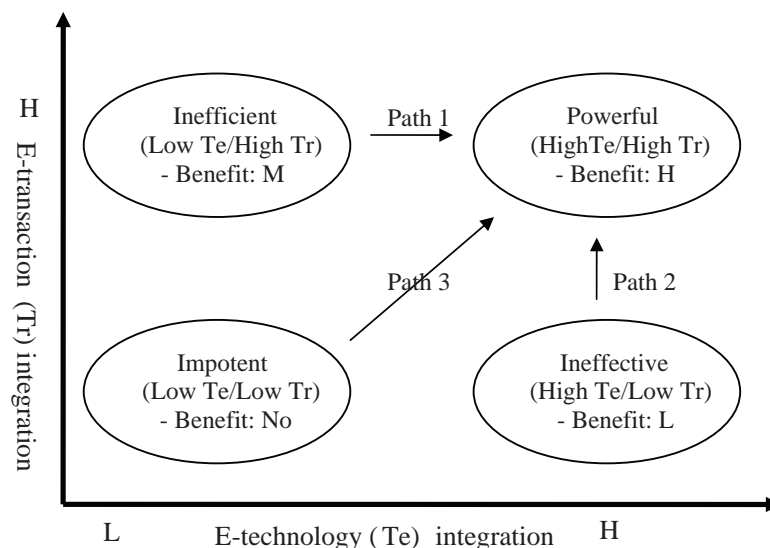 H
E-transaction (Tr) integration
Inefficient
(Low Te/High Tr)
- Benefit: M
Path 1
Powerful
(HighTe/High Tr)
- Benefit: H
Path 3
Path 2
Impotent
(Low Te/Low Tr)
- Benefit: No
Ineffective
(High Te/Low Tr)
- Benefit: L
L
E-technology (Te) integration
H